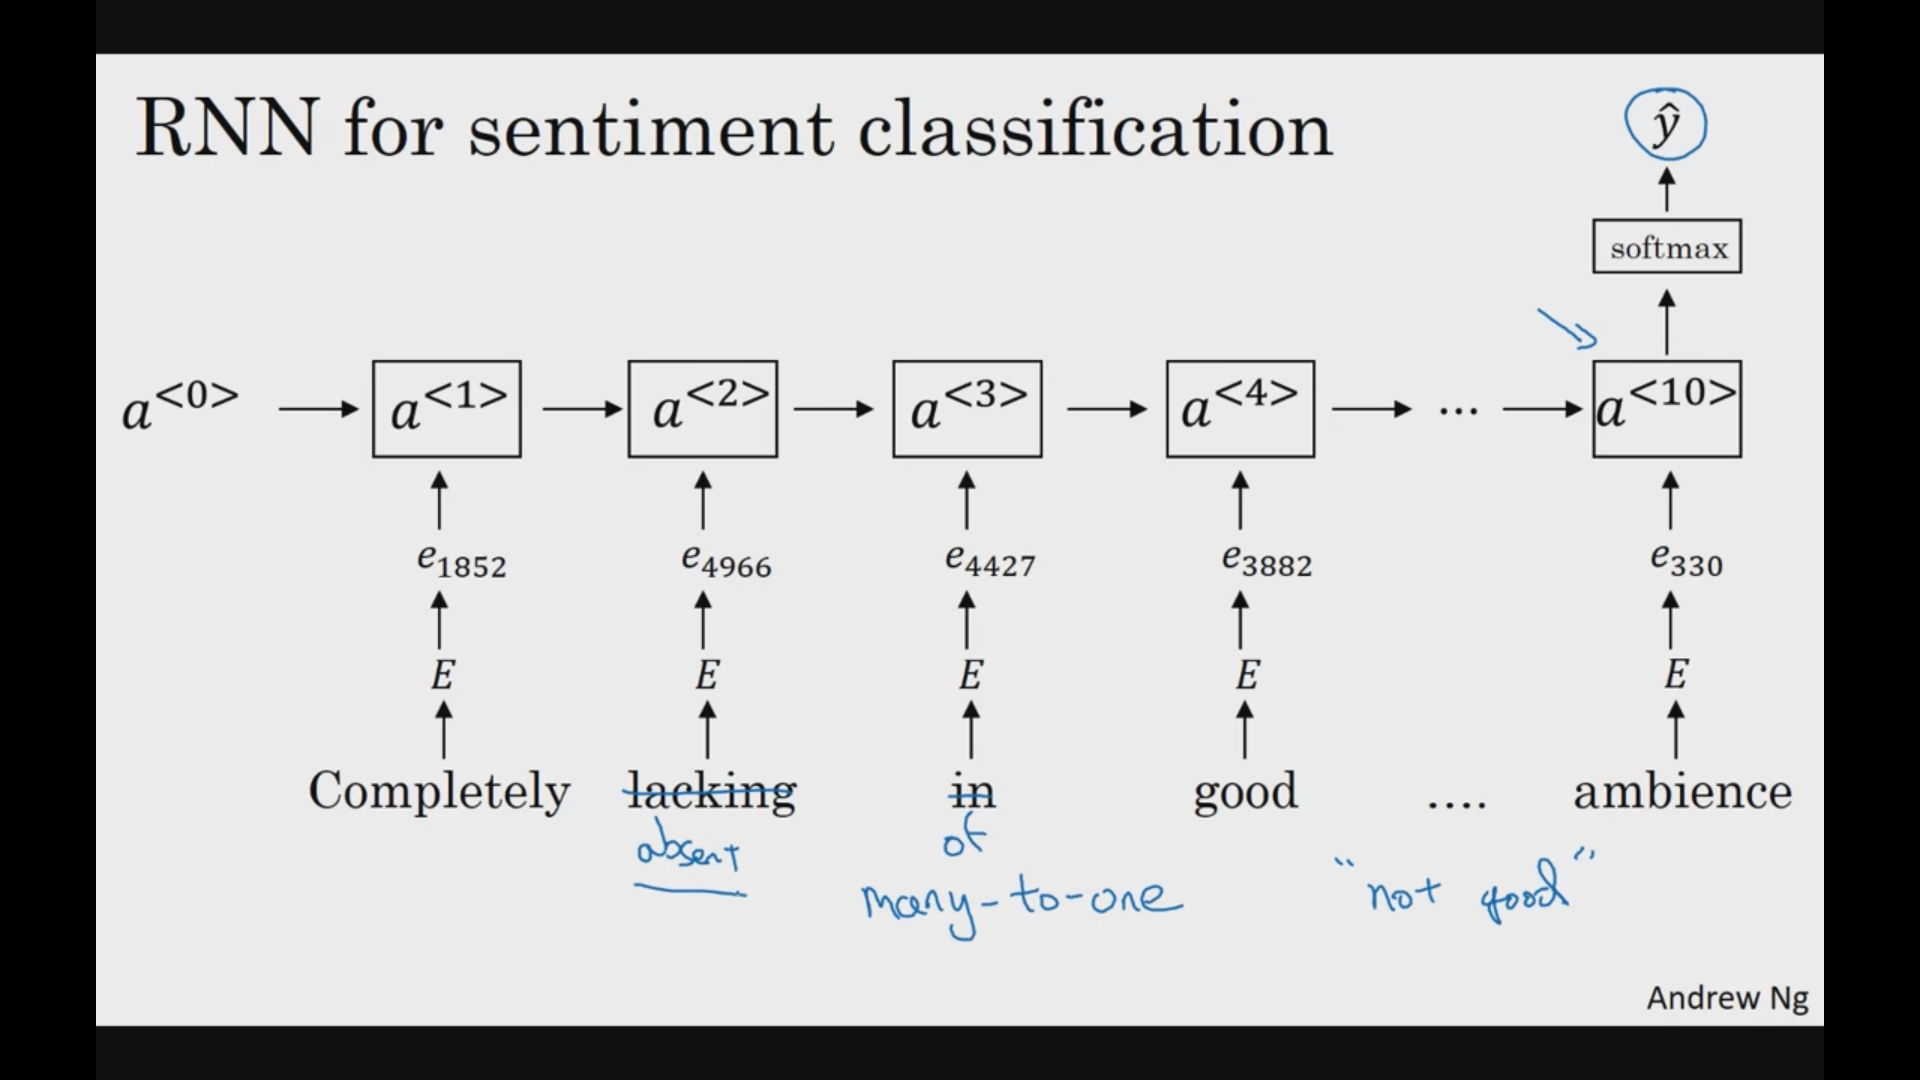 RNN for sentiment classification
ŷ
softmax
a<0> a<1> a<2> a<3> a<4> ... a<10>
e1852 e4966 e4427 e3882 e330
E E E E E
Completely lacking in good .... ambience
absent of
many-to-one "not good"
Andrew Ng